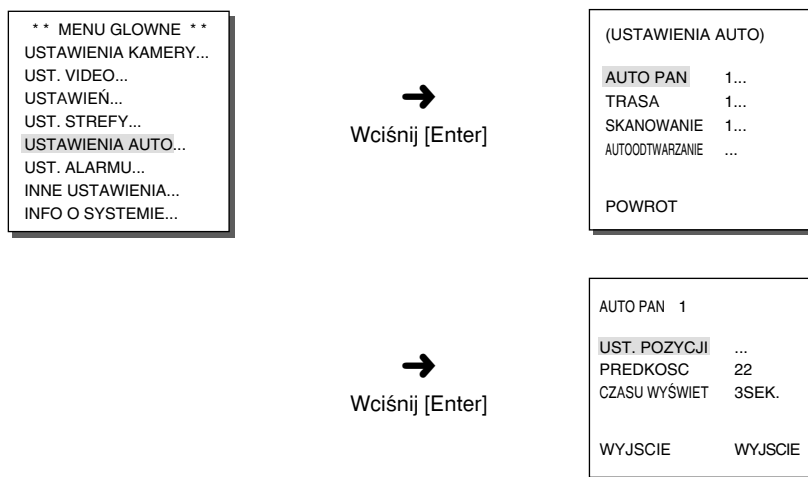 * * MENU GLOWNE * *
USTAWIENIA KAMERY...
UST. VIDEO...
USTAWIEŃ...
UST. STREFY...
USTAWIENIA AUTO...
UST. ALARMU...
INNE USTAWIENIA...
INFO O SYSTEMIE...
Wciśnij [Enter]
(USTAWIENIA AUTO)
AUTO PAN 1...
TRASA 1...
SKANOWANIE 1...
AUTOODTWARZANIE ...
POWROT
Wciśnij [Enter]
AUTO PAN 1
UST. POZYCJI ...
PREDKOSC 22
CZASU WYŚWIET 3SEK.
WYJSCIE WYJSCIE